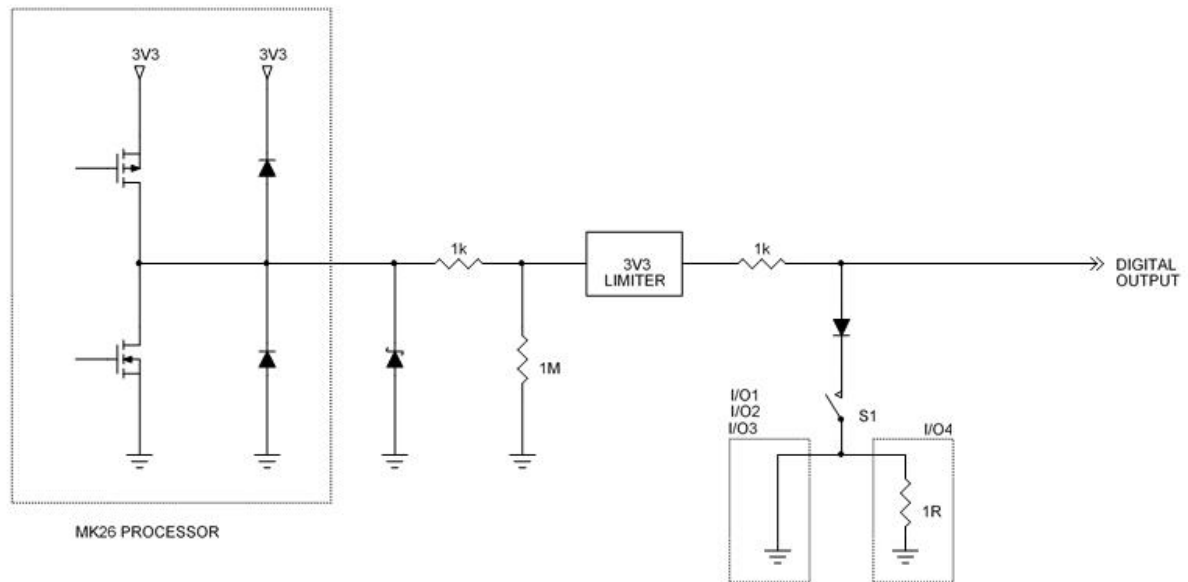 3V3
3V3
1k
3V3
LIMITER
1k
DIGITAL
OUTPUT
1M
I/O1
I/O2
I/O3
S1
I/O4
1R
MK26 PROCESSOR